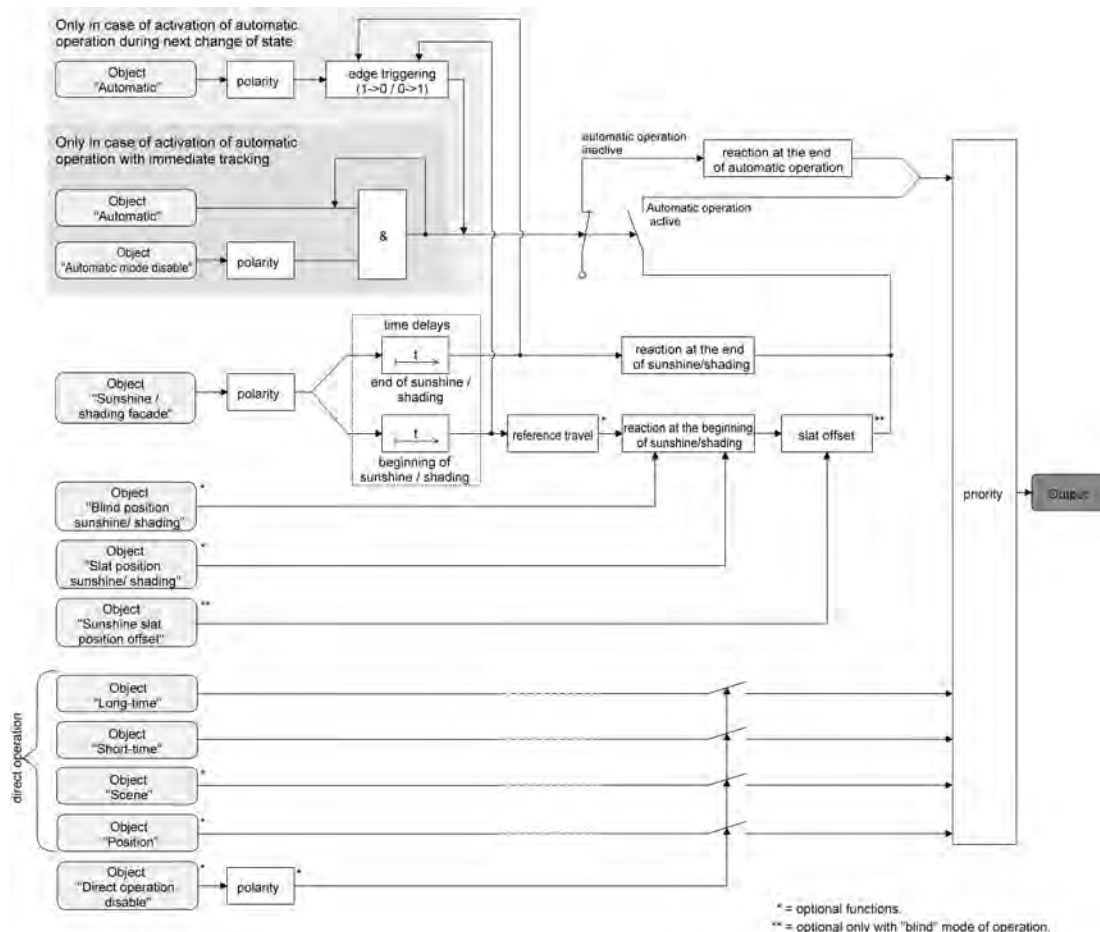 Only in case of activation of automatic
operation during next change of state
Object
"Automatic"
polarity
edge triggering
(1->0 / 0->1)
Only in case of activation of automatic
operation with immediate tracking
Object
"Automatic"
Object
"Automatic mode disable"
polarity
&
automatic operation
inactive
reaction at the end
of automatic operation
Automatic operation
active
time delays
t
end of sunshine /
shading
reaction at the end
of sunshine/shading
Object
"Sunshine /
shading facade"
polarity
t
beginning of
sunshine / shading
reference travel
*
reaction at the beginning
of sunshine/shading
slat offset
**
Object
"Blind position
sunshine/ shading"
*
Object
"Slat position
sunshine/ shading"
*
Object
"Sunshine slat
position offset"
**
priority
Output
direct operation
Object
"Long-time"
Object
"Short-time"
Object
"Scene"
*
Object
"Position"
*
Object
"Direct operation
disable"
*
polarity
*
* = optional functions.
** = optional only with "blind" mode of operation.